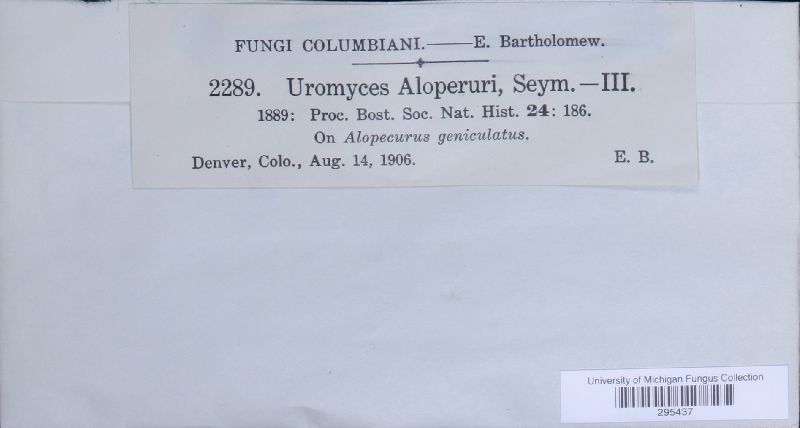 FUNGI COLUMBIANI.——E. Bartholomew.
2289. Uromyces Aloperuri, Seym.—III.
1889: Proc. Bost. Soc. Nat. Hist. 24: 186.
On Alopecurus geniculatus.
Denver, Colo., Aug. 14, 1906. E. B.
University of Michigan Fungus Collection
295437